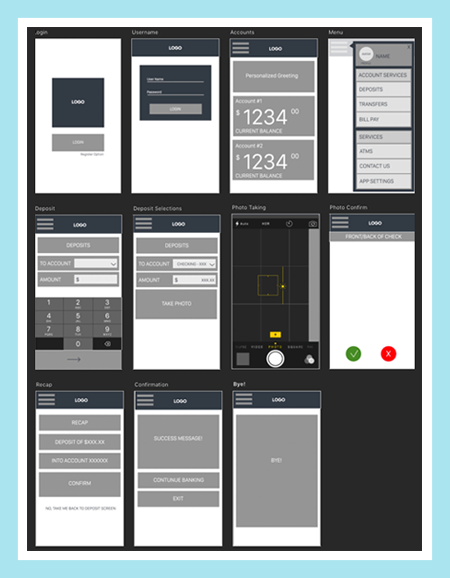 Login
LOGO
LOGIN
Username
LOGO
User Name
Password
LOGIN
Accounts
LOGO
Personalized Greeting
Account #1
$ 1234 00
CURRENT BALANCE
Account #2
$ 1234 00
CURRENT BALANCE
Menu
X
NAME
ACCOUNT SERVICES
DEPOSITS
TRANSFERS
BILL PAY
SERVICES
ATMS
CONTACT US
APP SETTINGS
Deposit
LOGO
DEPOSITS
TO ACCOUNT
AMOUNT $
1 2 3
4 5 6
7 8 9
0
Deposit Selections
LOGO
DEPOSITS
TO ACCOUNT CHECKING - XXX
AMOUNT $ XXX.XX
TAKE PHOTO
Photo Taking
Auto HDR
VIDEO PHOTO SQUARE
Photo Confirm
LOGO
FRONT/BACK OF CHECK
X
Recap
LOGO
RECAP
DEPOSIT OF $XXX.XX
INTO ACCOUNT XXXXXX
CONFIRM
NO, TAKE ME BACK TO DEPOSIT SCREEN
Confirmation
LOGO
SUCCESS MESSAGE!
CONTUNUE BANKING
EXIT
Bye!
LOGO
BYE!